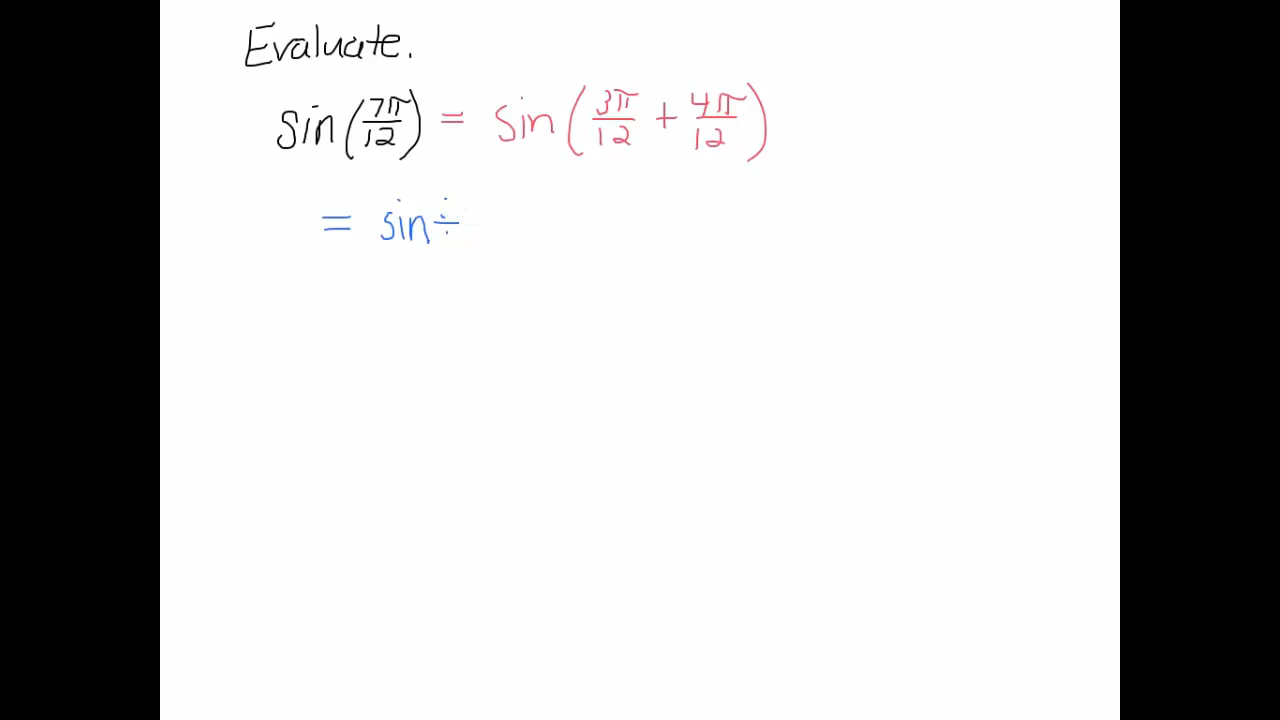 Evaluate.
sin(7π/12) = sin(3π/12 + 4π/12)
= sin